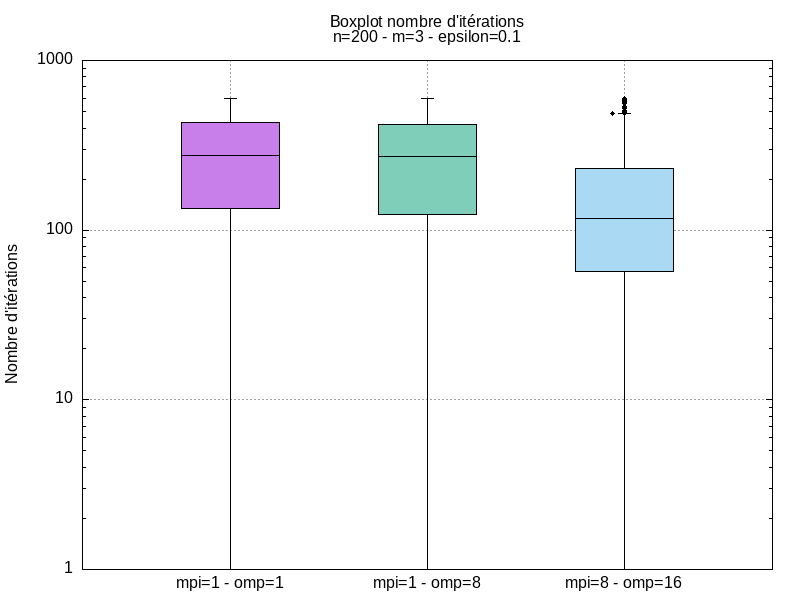 Boxplot nombre d'itérations
n=200 - m=3 - epsilon=0.1
1000
100
10
1
Nombre d'itérations
mpi=1 - omp=1
mpi=1 - omp=8
mpi=8 - omp=16